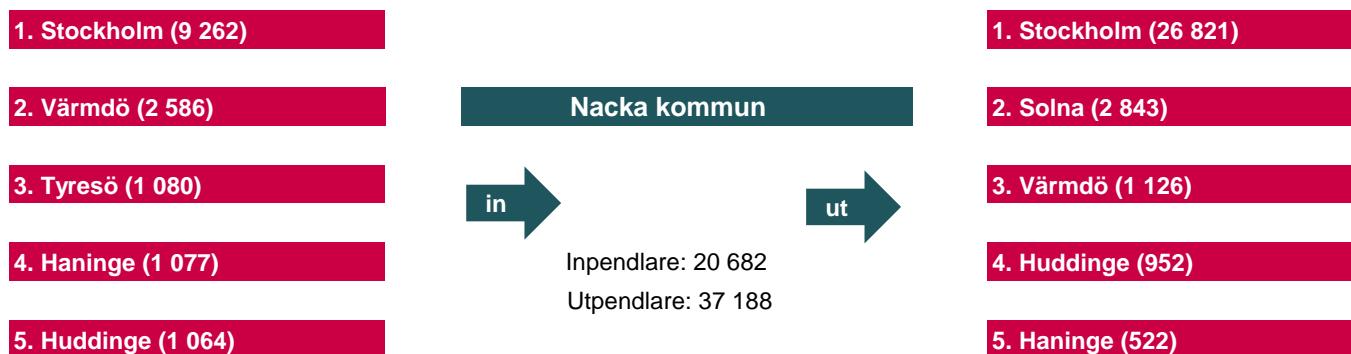 1. Stockholm (9 262)
2. Värmdö (2 586)
3. Tyresö (1 080)
4. Haninge (1 077)
5. Huddinge (1 064)
Nacka kommun
in
ut
Inpendlare: 20 682
Utpendlare: 37 188
1. Stockholm (26 821)
2. Solna (2 843)
3. Värmdö (1 126)
4. Huddinge (952)
5. Haninge (522)